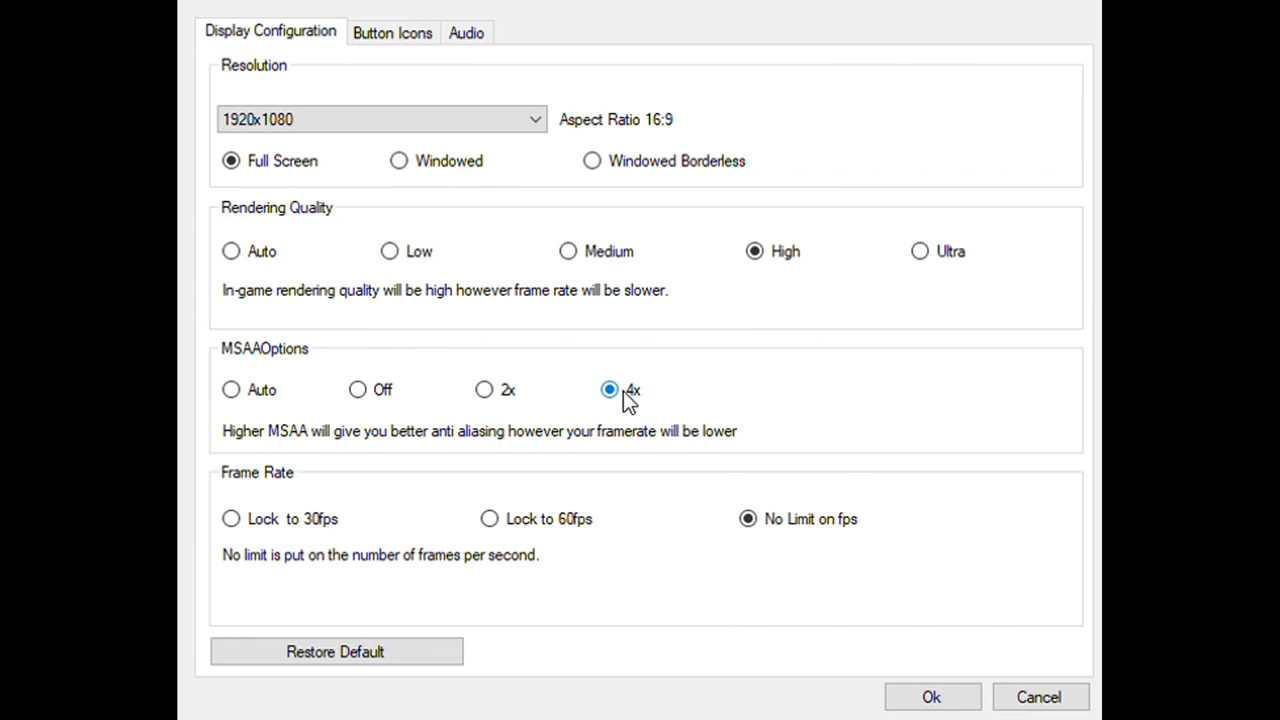 Display Configuration Button Icons Audio
Resolution
1920x1080 Aspect Ratio 16:9
Full Screen Windowed Windowed Borderless
Rendering Quality
Auto Low Medium High Ultra
In-game rendering quality will be high however frame rate will be slower.
MSAAOptions
Auto Off 2x 4x
Higher MSAA will give you better anti aliasing however your framerate will be lower
Frame Rate
Lock to 30fps Lock to 60fps No Limit on fps
No limit is put on the number of frames per second.
Restore Default
Ok Cancel